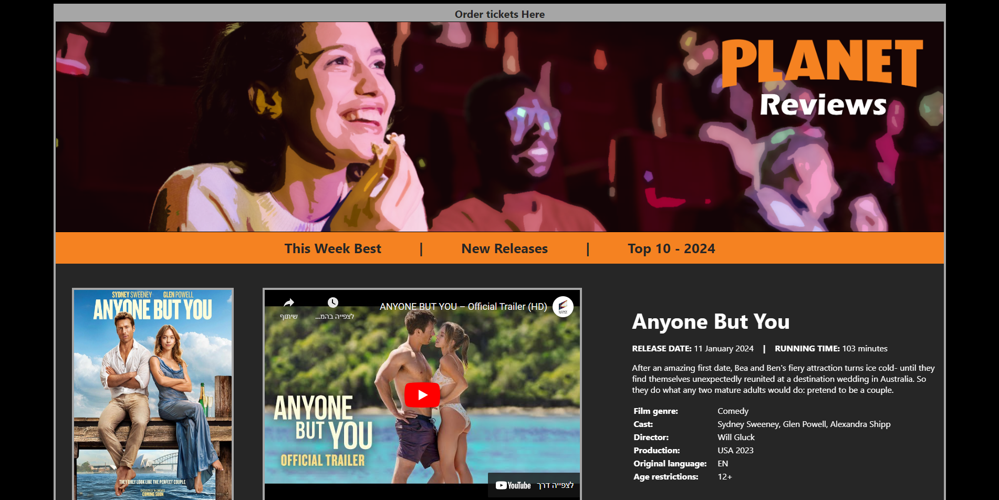 Order tickets Here
PLANET
Reviews
This Week Best | New Releases | Top 10 - 2024
SYDNEY SWEENEY GLEN POWELL
ANYONE BUT YOU
THEY ONLY LOOK LIKE THE PERFECT COUPLE
EXCLUSIVELY IN CINEMAS
COMING SOON
שיתוף
לצפייה בהמ...
ANYONE BUT YOU – Official Trailer (HD)
SONY
ANYONE
BUT YOU
OFFICIAL TRAILER
לצפייה דרך YouTube
Anyone But You
RELEASE DATE: 11 January 2024 | RUNNING TIME: 103 minutes
After an amazing first date, Bea and Ben's fiery attraction turns ice cold- until they
find themselves unexpectedly reunited at a destination wedding in Australia. So
they do what any two mature adults would do: pretend to be a couple.
Film genre: Comedy
Cast: Sydney Sweeney, Glen Powell, Alexandra Shipp
Director: Will Gluck
Production: USA 2023
Original language: EN
Age restrictions: 12+